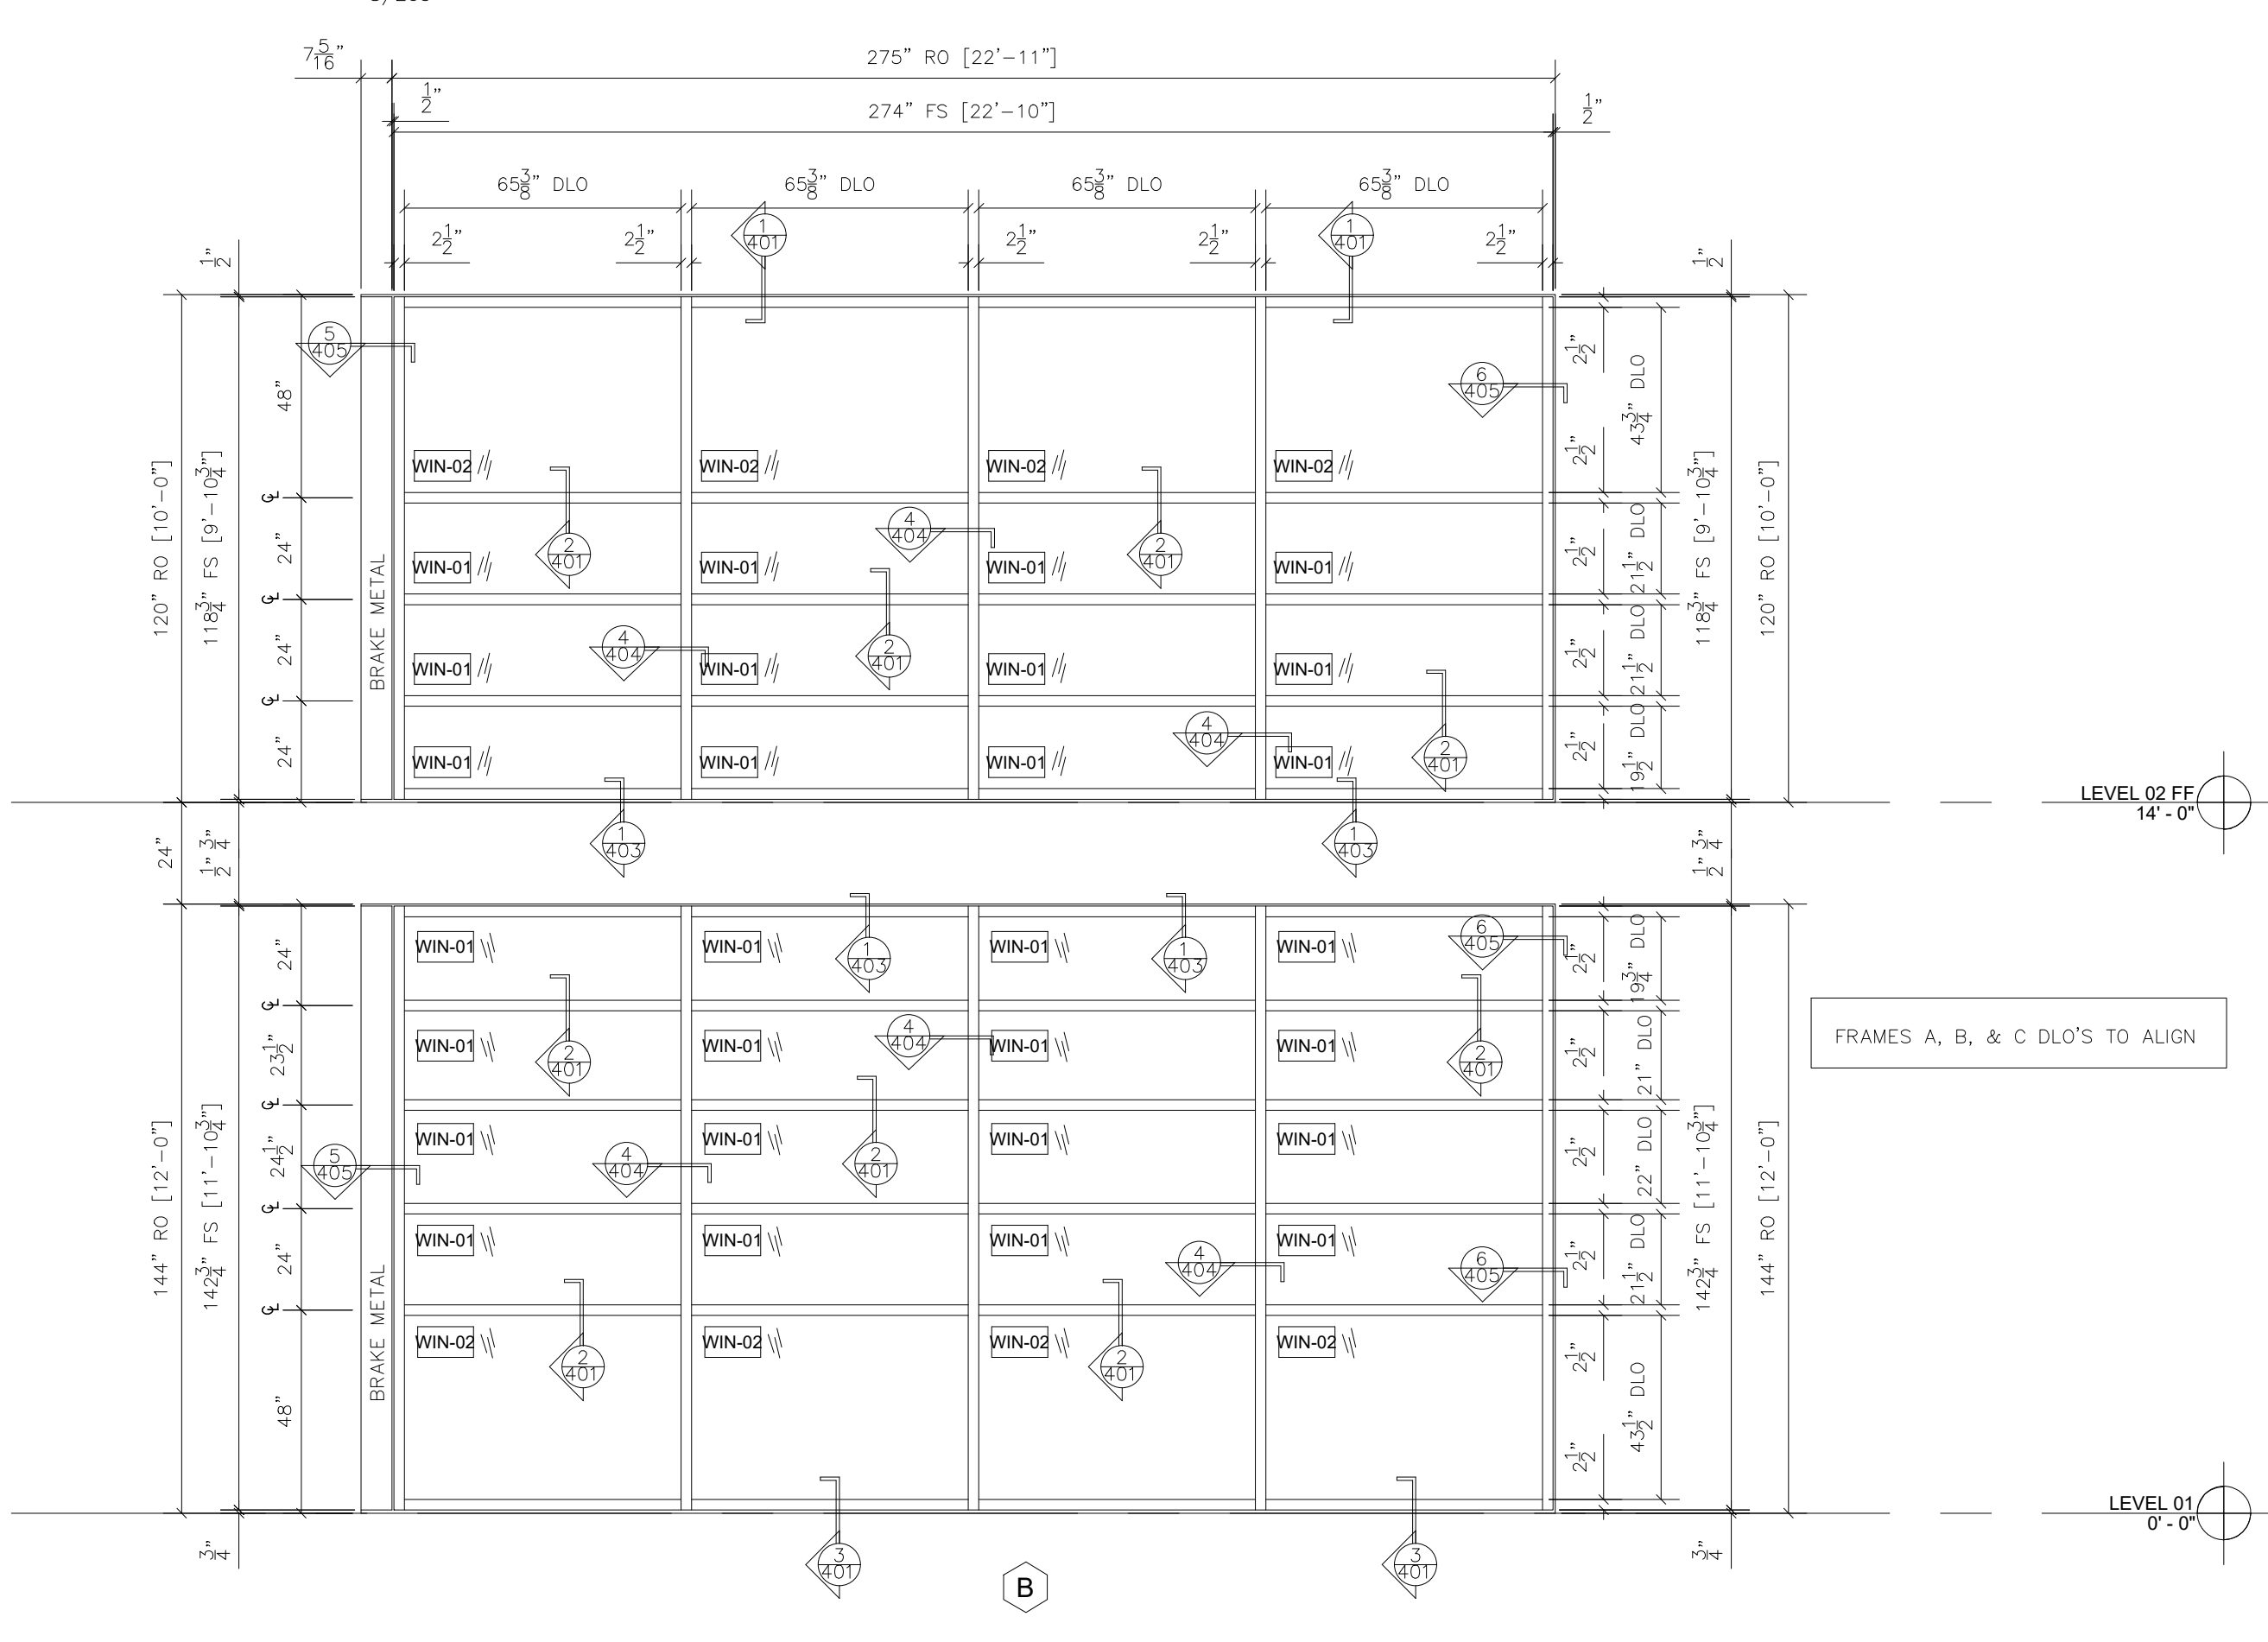 7 5/16"
275" RO [22'-11"]
1/2"
274" FS [22'-10"]
1/2"
65 3/8" DLO
65 3/8" DLO
65 3/8" DLO
65 3/8" DLO
2 1/2"
2 1/2"
1
401
2 1/2"
2 1/2"
1
401
2 1/2"
1/2"
1/2"
5
405
6
405
48"
24"
24"
24"
℄
℄
℄
120" RO [10'-0"]
118 3/4" FS [9'-10 3/4"]
BRAKE METAL
WIN-02
WIN-02
WIN-02
WIN-02
2
401
4
404
2
401
WIN-01
WIN-01
WIN-01
WIN-01
4
404
2
401
WIN-01
WIN-01
WIN-01
WIN-01
4
404
2
401
WIN-01
WIN-01
WIN-01
WIN-01
2 1/2"
2 1/2"
2 1/2"
2 1/2"
2 1/2"
43 3/4" DLO
21 1/2" DLO
21 1/2" DLO
19 1/2" DLO
118 3/4" FS [9'-10 3/4"]
120" RO [10'-0"]
LEVEL 02 FF
14' - 0"
24"
1/2" 3/4"
1
403
1
403
1/2" 3/4"
24"
23 1/2"
24 1/2"
24"
48"
℄
℄
℄
℄
144" RO [12'-0"]
142 3/4" FS [11'-10 3/4"]
BRAKE METAL
WIN-01
WIN-01
1
403
WIN-01
1
403
WIN-01
6
405
2
401
4
404
2
401
WIN-01
WIN-01
WIN-01
WIN-01
WIN-01
WIN-01
WIN-01
WIN-01
5
405
4
404
2
401
WIN-01
WIN-01
WIN-01
WIN-01
4
404
6
405
WIN-02
WIN-02
WIN-02
WIN-02
2
401
2
401
2 1/2"
2 1/2"
2 1/2"
2 1/2"
2 1/2"
2 1/2"
19 3/4" DLO
21" DLO
22" DLO
21 1/2" DLO
43 1/2" DLO
142 3/4" FS [11'-10 3/4"]
144" RO [12'-0"]
FRAMES A, B, & C DLO'S TO ALIGN
LEVEL 01
0' - 0"
3/4"
3
401
3
401
3/4"
B